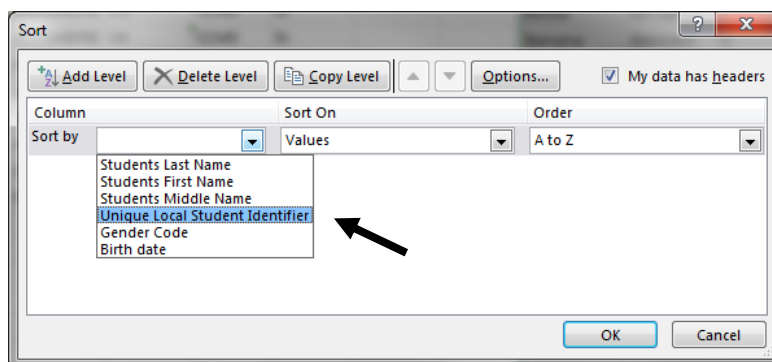 Sort
Add Level Delete Level Copy Level Options... My data has headers
Column Sort On Order
Sort by Values A to Z
Students Last Name
Students First Name
Students Middle Name
Unique Local Student Identifier
Gender Code
Birth date
OK Cancel